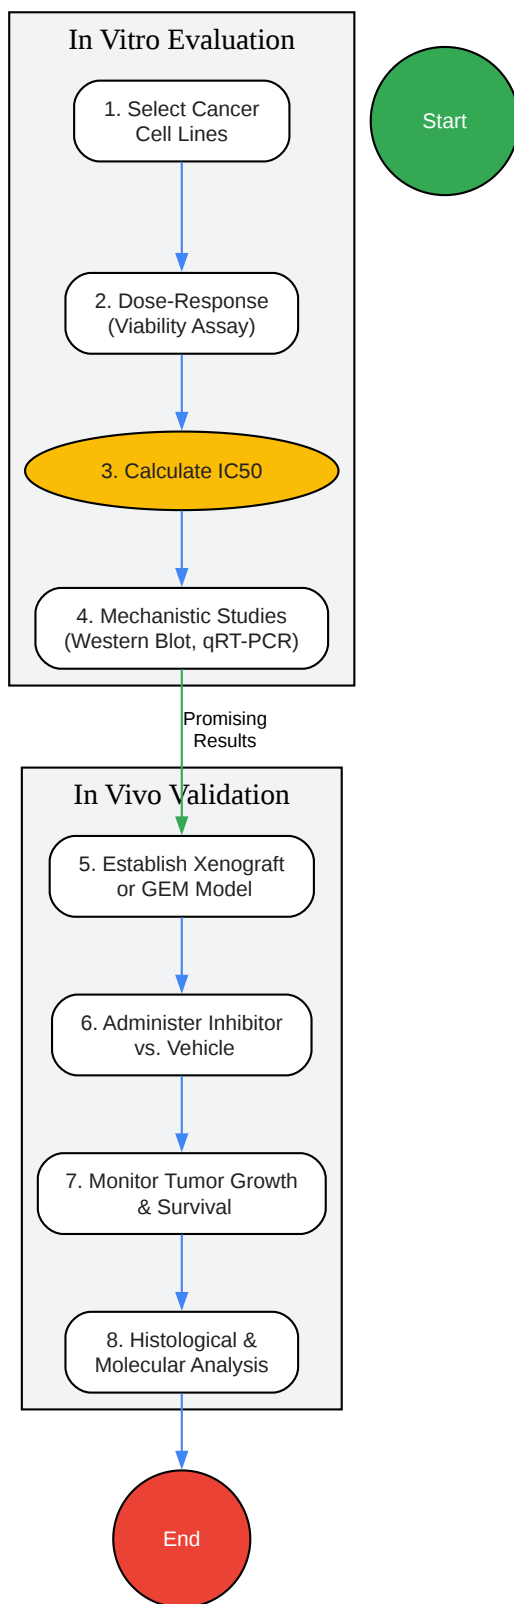 In Vitro Evaluation
Start
1. Select Cancer
Cell Lines
2. Dose-Response
(Viability Assay)
3. Calculate IC50
4. Mechanistic Studies
(Western Blot, qRT-PCR)
Promising
Results
In Vivo Validation
5. Establish Xenograft
or GEM Model
6. Administer Inhibitor
vs. Vehicle
7. Monitor Tumor Growth
& Survival
8. Histological &
Molecular Analysis
End